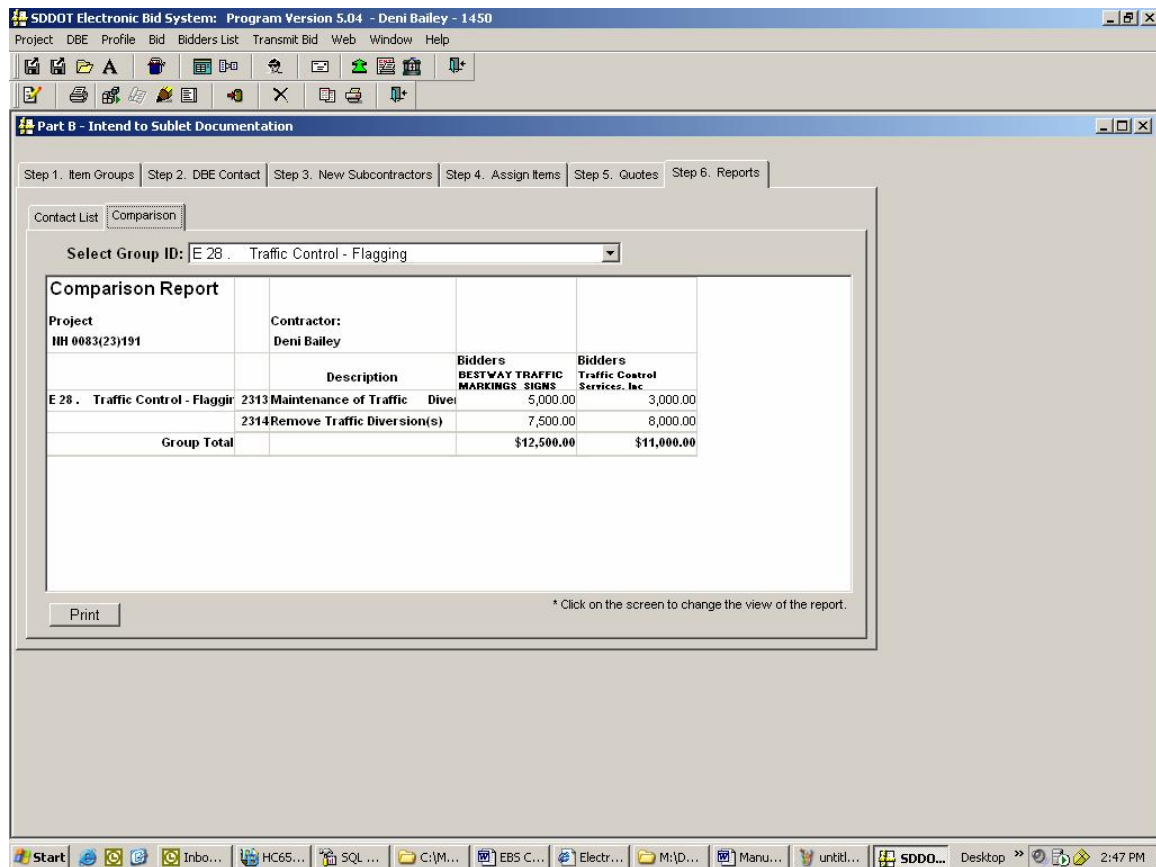 SDDOT Electronic Bid System: Program Version 5.04 - Deni Bailey - 1450
Project DBE Profile Bid Bidders List Transmit Bid Web Window Help
Part B - Intend to Sublet Documentation
Step 1. Item Groups Step 2. DBE Contact Step 3. New Subcontractors Step 4. Assign Items Step 5. Quotes Step 6. Reports
Contact List Comparison
Select Group ID: E 28 . Traffic Control - Flagging
Comparison Report
Project Contractor:
NH 0083(23)191 Deni Bailey
Bidders Bidders
Description BESTWAY TRAFFIC MARKINGS SIGNS Traffic Control Services, Inc
E 28 . Traffic Control - Flaggin 2313 Maintenance of Traffic Diver 5,000.00 3,000.00
2314 Remove Traffic Diversion(s) 7,500.00 8,000.00
Group Total $12,500.00 $11,000.00
Print * Click on the screen to change the view of the report.
Start Inbo... HC65... SQL ... C:\M... EBS C... Electr... M:\D... Manu... untitl... SDDO... Desktop » 2:47 PM